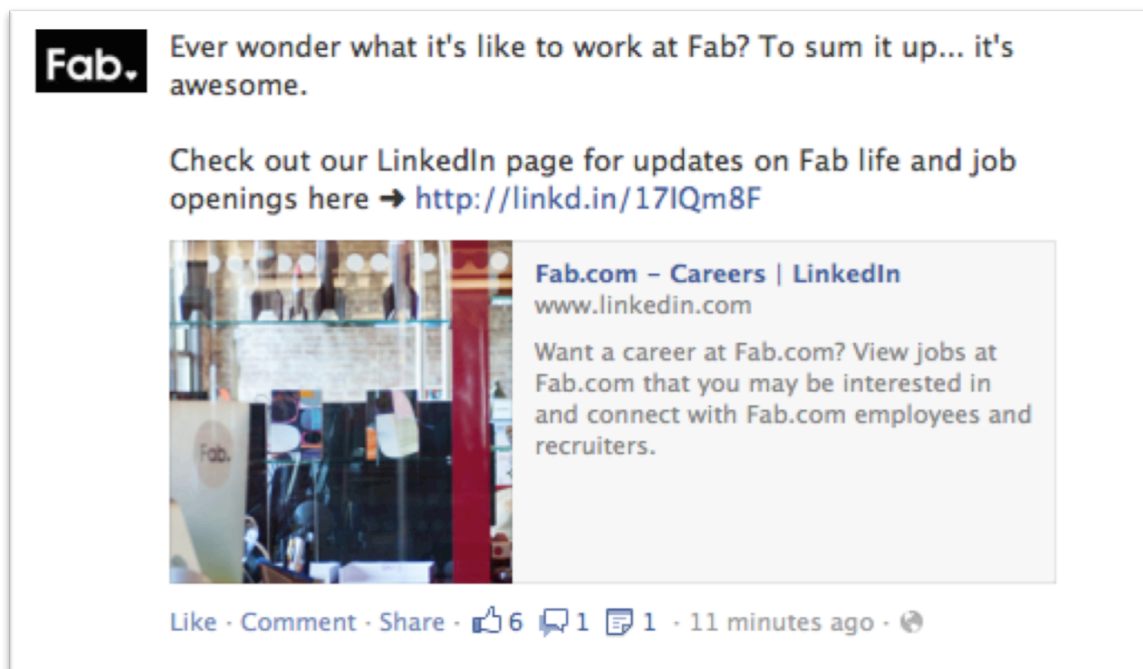 Fab.
Ever wonder what it's like to work at Fab? To sum it up... it's
awesome.
Check out our LinkedIn page for updates on Fab life and job
openings here ➜ http://linkd.in/17IQm8F
Fab.com – Careers | LinkedIn
www.linkedin.com
Want a career at Fab.com? View jobs at
Fab.com that you may be interested in
and connect with Fab.com employees and
recruiters.
Fab.
Like · Comment · Share · 6 1 1 · 11 minutes ago ·